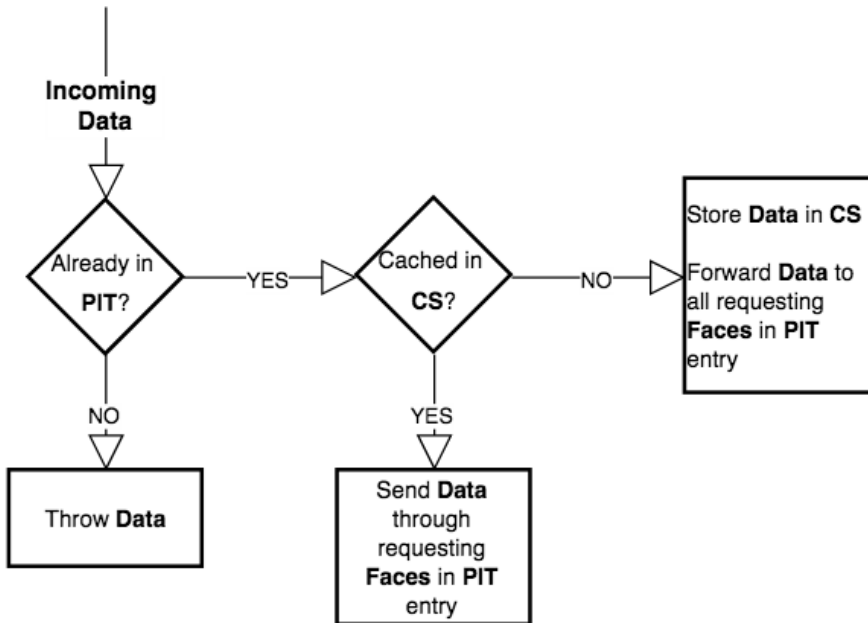 Incoming
Data
Already in
PIT?
YES
Cached in
CS?
NO
Store Data in CS
Forward Data to
all requesting
Faces in PIT
entry
NO
YES
Throw Data
Send Data
through
requesting
Faces in PIT
entry